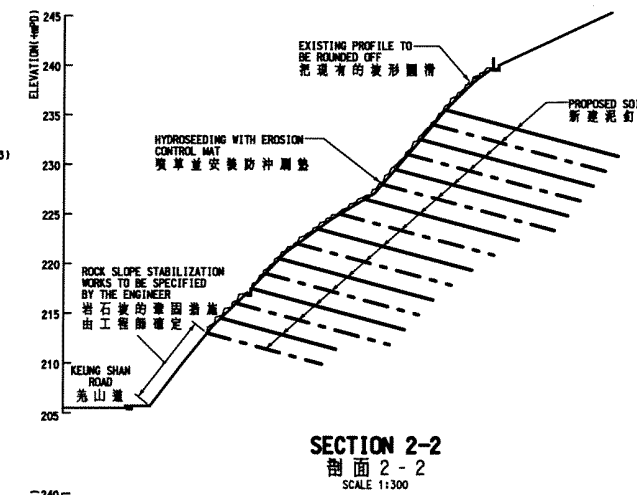 ELEVATION(+mPD)
245
240
235
230
225
220
215
210
205
EXISTING PROFILE TO
BE ROUNDED OFF
把現有的坡形圓滑
PROPOSED SOI
新建泥釘
HYDROSEEDING WITH EROSION
CONTROL MAT
噴草並安裝防沖刷墊
ROCK SLOPE STABILIZATION
WORKS TO BE SPECIFIED
BY THE ENGINEER
岩石坡的鞏固措施
由工程師確定
KEUNG SHAN
ROAD
羌山道
SECTION 2-2
剖面 2 - 2
SCALE 1:300
240